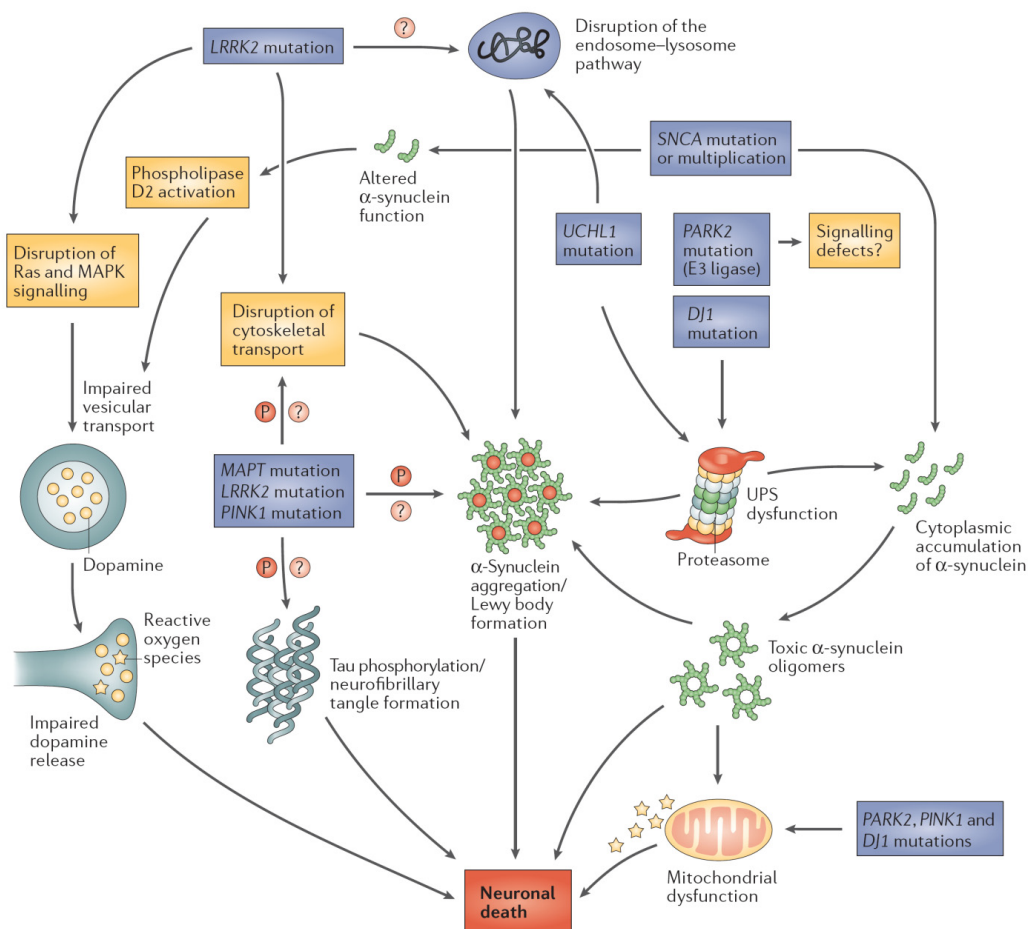 LRRK2 mutation
?
Disruption of the
endosome–lysosome
pathway
SNCA mutation
or multiplication
Phospholipase
D2 activation
Altered
α-synuclein
function
UCHL1
mutation
PARK2
mutation
(E3 ligase)
Signalling
defects?
Disruption of
Ras and MAPK
signalling
DJ1
mutation
Disruption of
cytoskeletal
transport
Impaired
vesicular
transport
P
?
MAPT mutation
LRRK2 mutation
PINK1 mutation
P
?
UPS
dysfunction
Proteasome
Cytoplasmic
accumulation
of α-synuclein
Dopamine
P
?
α-Synuclein
aggregation/
Lewy body
formation
Reactive
oxygen
species
Toxic α-synuclein
oligomers
Tau phosphorylation/
neurofibrillary
tangle formation
Impaired
dopamine
release
PARK2, PINK1 and
DJ1 mutations
Mitochondrial
dysfunction
Neuronal
death